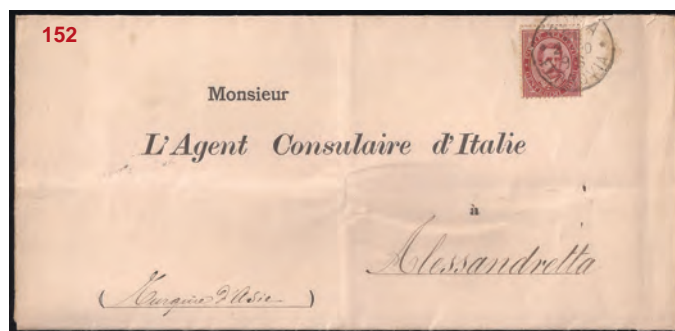 152
Monsieur
L'Agent Consulaire d'Italie
à
Alessandretta
(Turquie d'Asie)